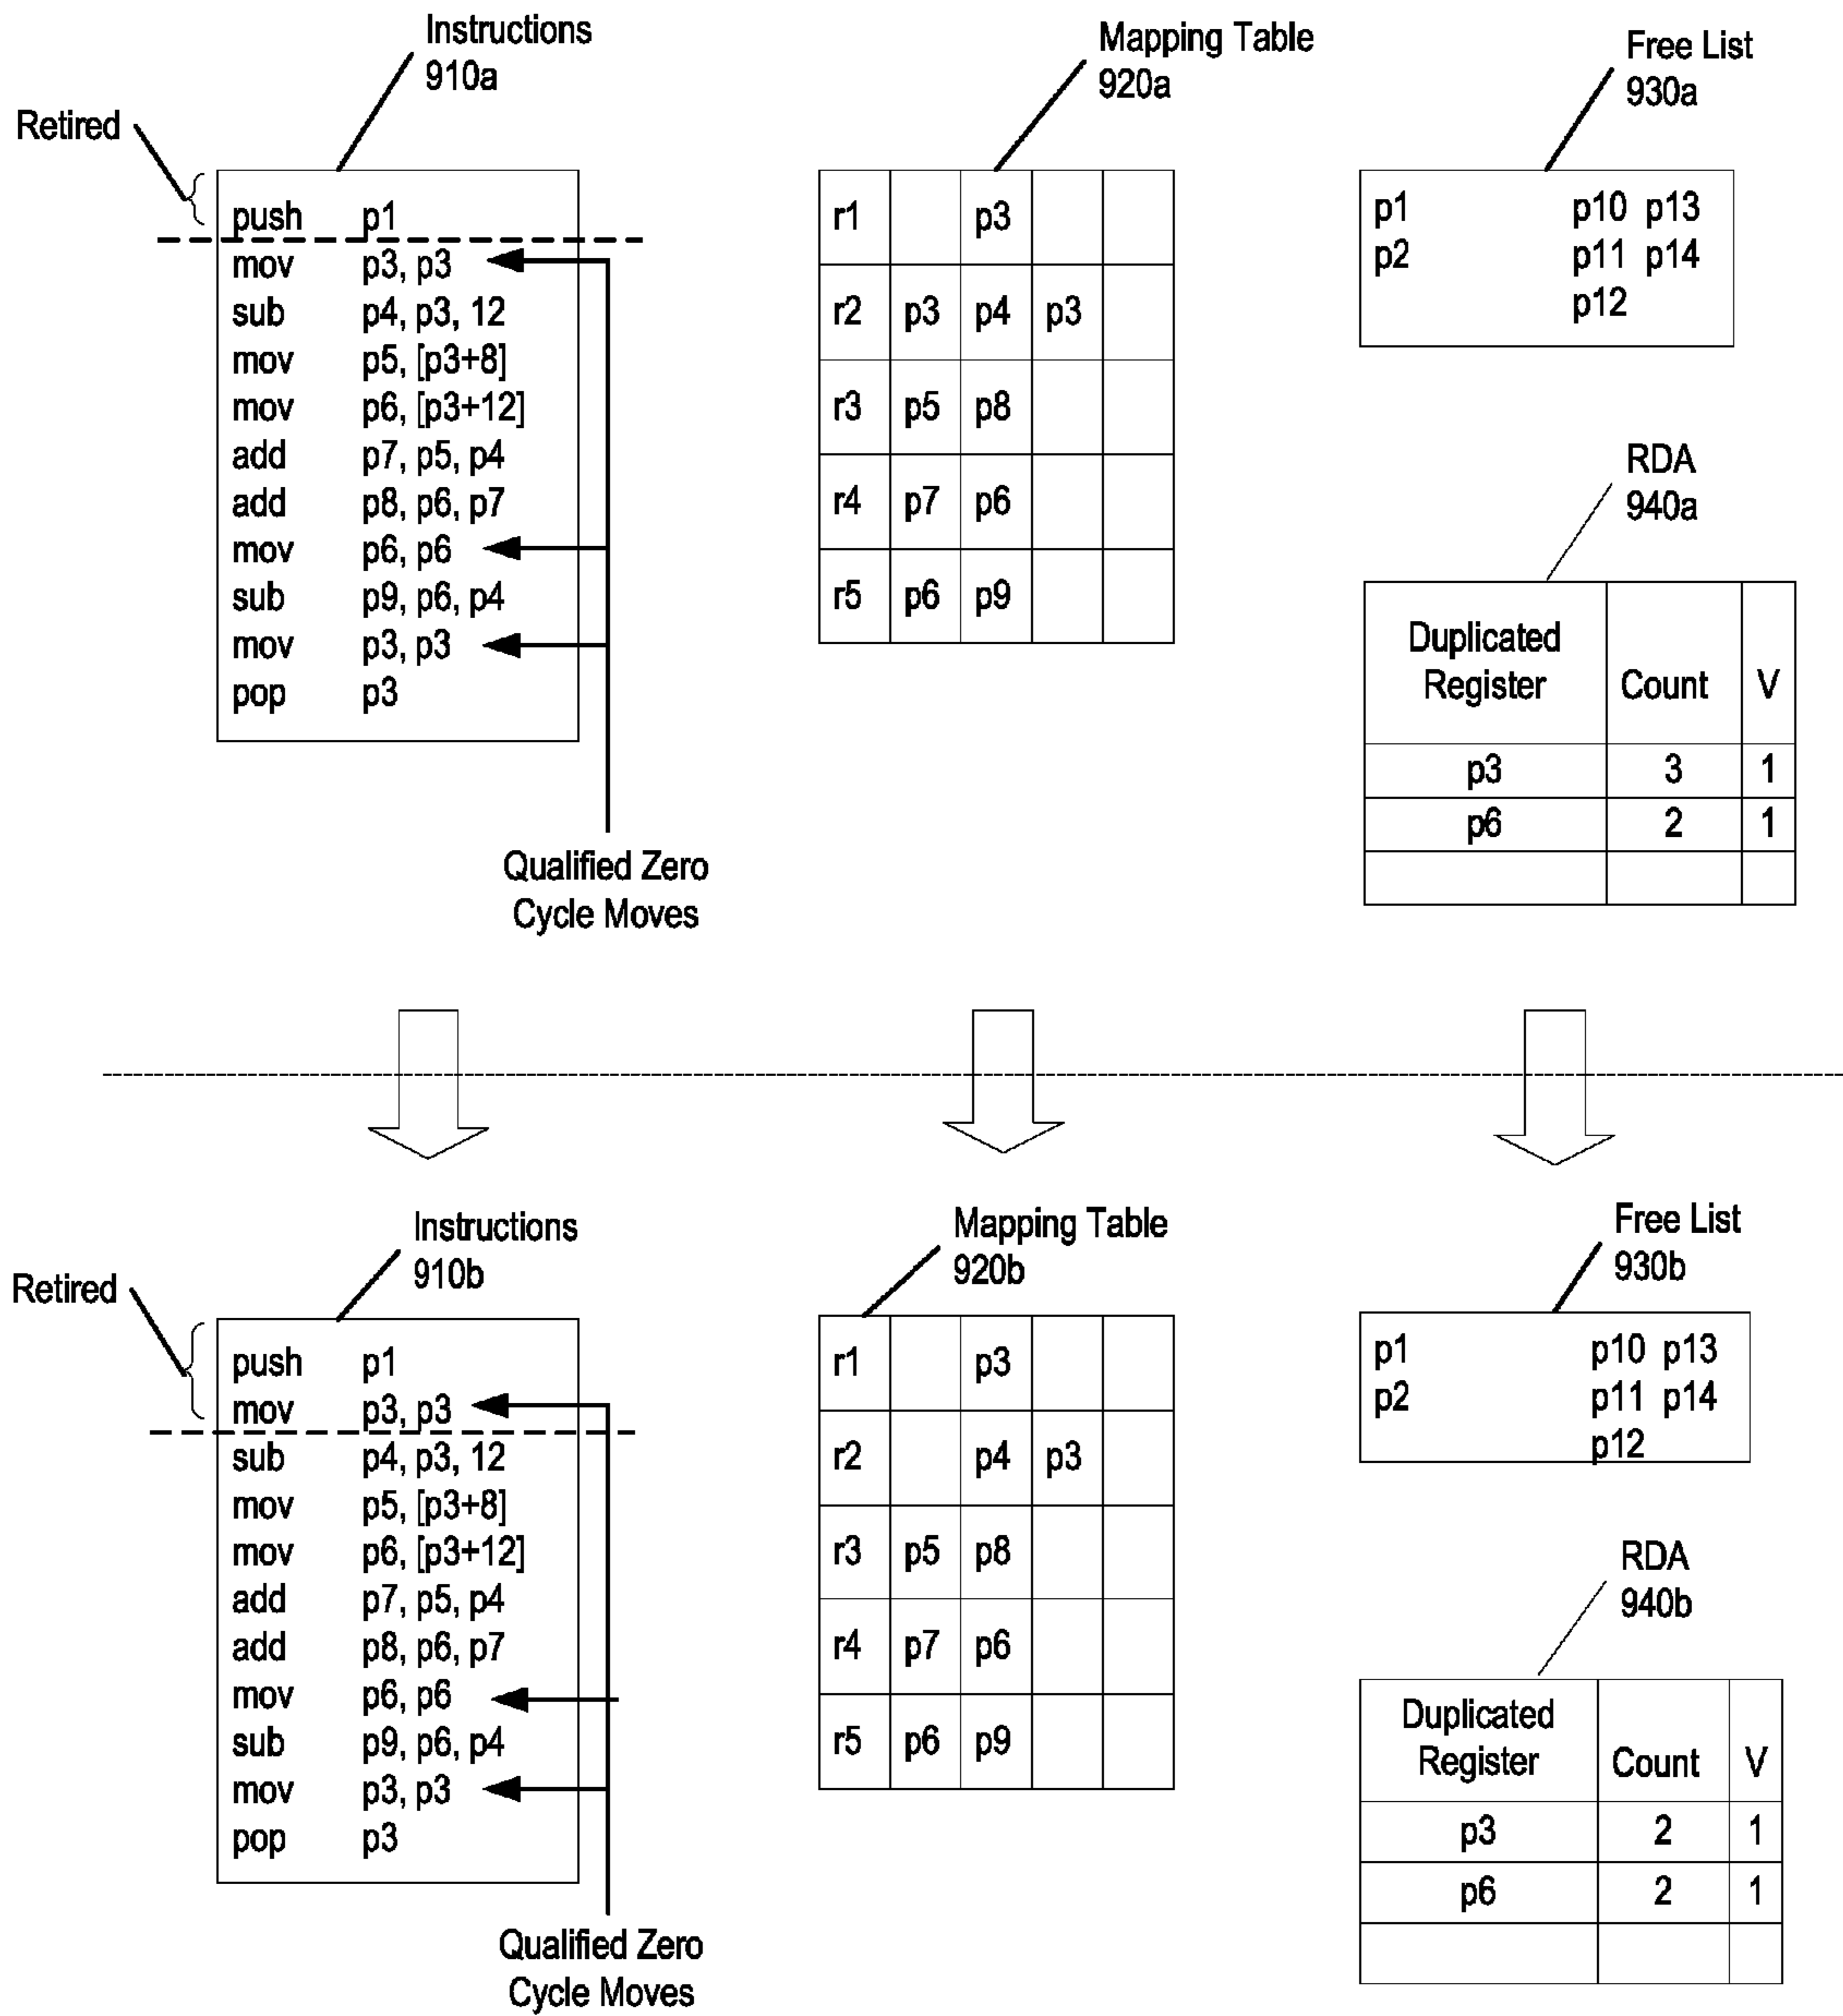 Instructions
910a
Mapping Table
920a
Free List
930a
Retired
push p1
mov p3, p3
sub p4, p3, 12
mov p5, [p3+8]
mov p6, [p3+12]
add p7, p5, p4
add p8, p6, p7
mov p6, p6
sub p9, p6, p4
mov p3, p3
pop p3
Qualified Zero
Cycle Moves
r1 p3
r2 p3 p4 p3
r3 p5 p8
r4 p7 p6
r5 p6 p9
p1 p10 p13
p2 p11 p14
p12
RDA
940a
Duplicated
Register Count V
p3 3 1
p6 2 1
Instructions
910b
Mapping Table
920b
Free List
930b
Retired
push p1
mov p3, p3
sub p4, p3, 12
mov p5, [p3+8]
mov p6, [p3+12]
add p7, p5, p4
add p8, p6, p7
mov p6, p6
sub p9, p6, p4
mov p3, p3
pop p3
Qualified Zero
Cycle Moves
r1 p3
r2 p4 p3
r3 p5 p8
r4 p7 p6
r5 p6 p9
p1 p10 p13
p2 p11 p14
p12
RDA
940b
Duplicated
Register Count V
p3 2 1
p6 2 1